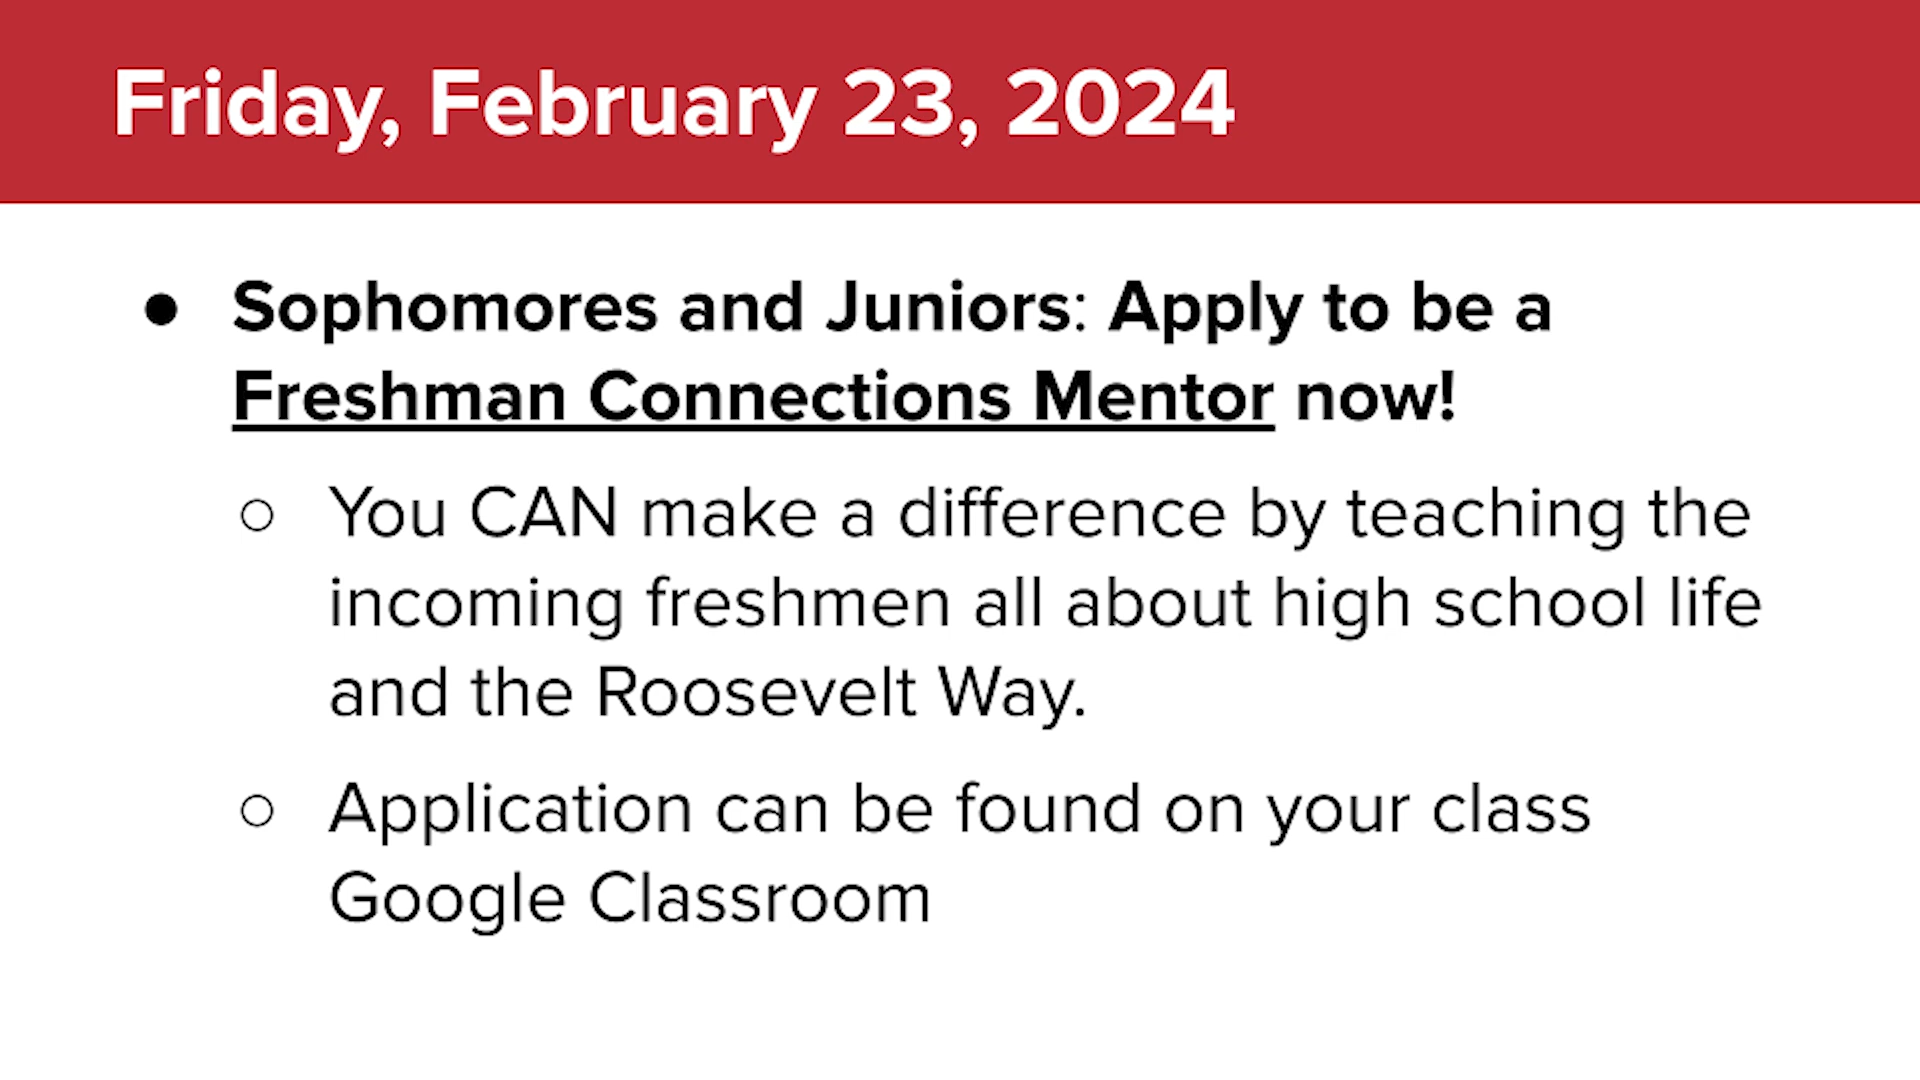 Friday, February 23, 2024
● Sophomores and Juniors: Apply to be a
Freshman Connections Mentor now!
○ You CAN make a difference by teaching the
incoming freshmen all about high school life
and the Roosevelt Way.
○ Application can be found on your class
Google Classroom